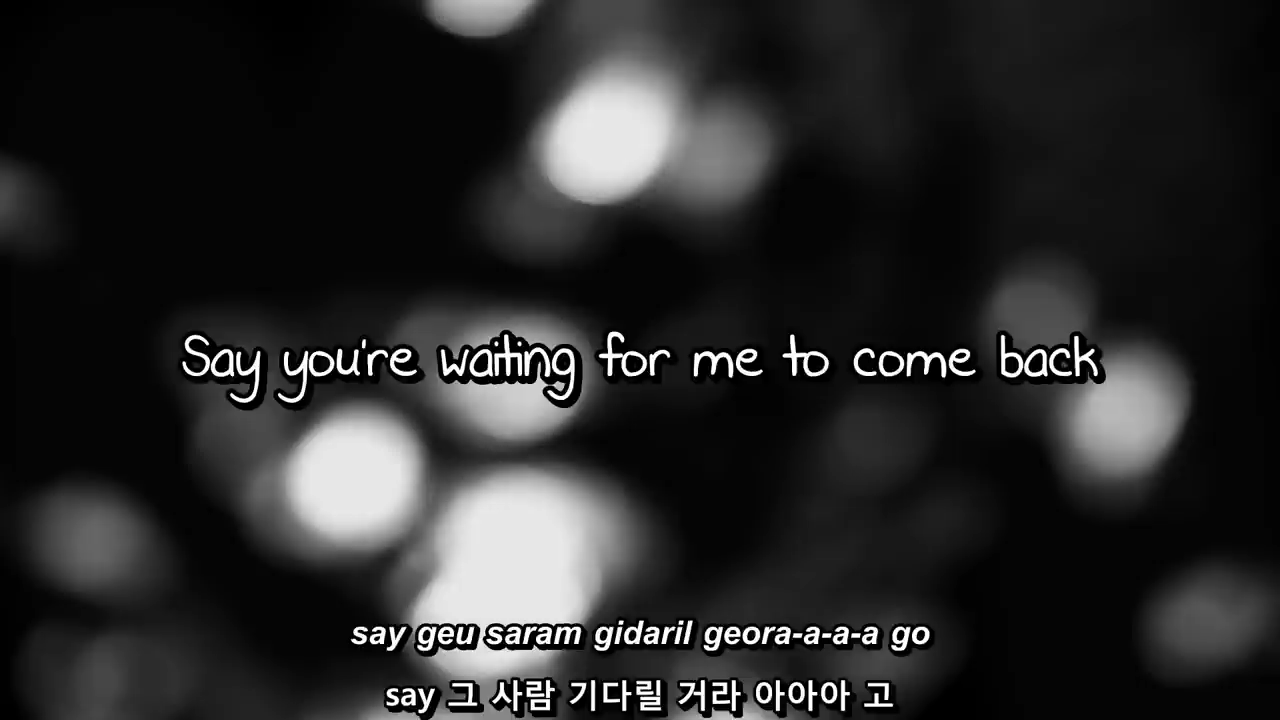 Say you're waiting for me to come back
say geu saram gidaril geora-a-a-a go
say 그 사람 기다릴 거라 아아아 고